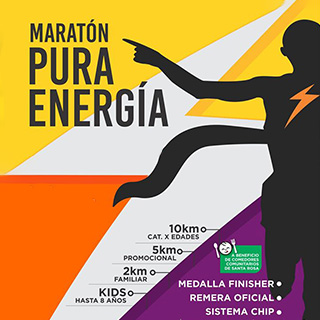 MARATÓN
PURA
ENERGÍA
10km
CAT. X EDADES
5km
PROMOCIONAL
2km
FAMILIAR
KIDS
HASTA 8 AÑOS
A BENEFICIO
DE COMEDORES
COMUNITARIOS
DE SANTA ROSA
MEDALLA FINISHER
REMERA OFICIAL
SISTEMA CHIP